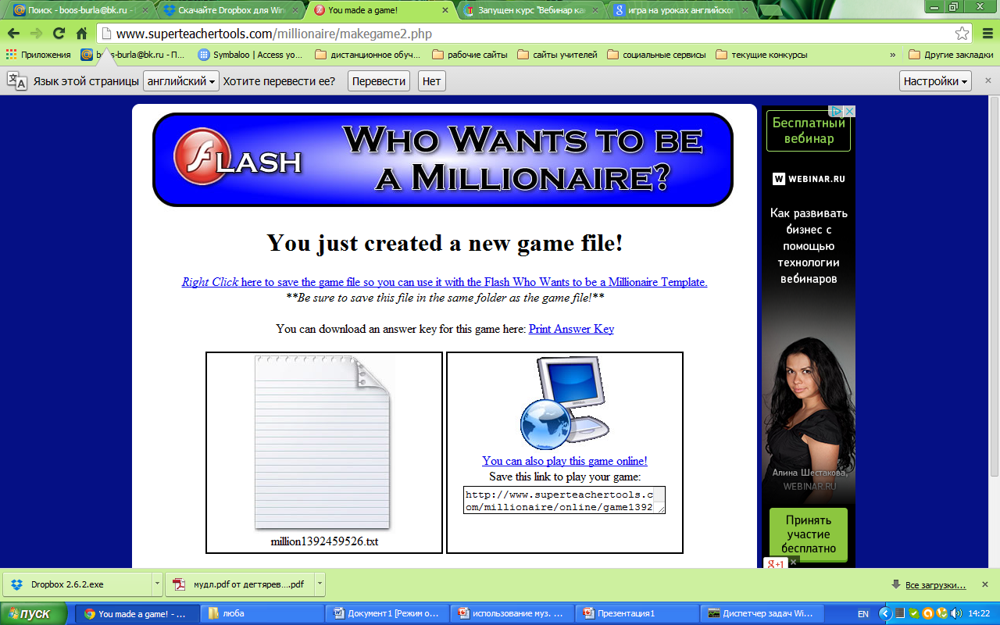 Поиск - boos-burla@bk.ru -
Скачайте Dropbox для Win
You made a game!
Запущен курс "Вебинар ка
игра на уроках английског
www.superteachertools.com/millionaire/makegame2.php
Приложения
boos-burla@bk.ru - П...
Symbaloo | Access yo...
дистанционное обуч...
рабочие сайты
сайты учителей
социальные сервисы
текущие конкурсы
»
Другие закладки
Язык этой страницы
английский
Хотите перевести ее?
Перевести
Нет
Настройки
FLASH
WHO WANTS TO BE
A MILLIONAIRE?
You just created a new game file!
Right Click here to save the game file so you can use it with the Flash Who Wants to be a Millionaire Template.
**Be sure to save this file in the same folder as the game file!**
You can download an answer key for this game here: Print Answer Key
million1392459526.txt
You can also play this game online!
Save this link to play your game:
http://www.superteachertools.c
om/millionaire/online/game1392
Бесплатный
вебинар
W WEBINAR.RU
Как развивать
бизнес с
помощью
технологии
вебинаров
Алина Шестакова,
WEBINAR.RU
Принять
участие
бесплатно
g+1
Dropbox 2.6.2.exe
мудл.pdf от дегтярев....pdf
Все загрузки...
пуск
You made a game! - ...
люба
Документ1 [Режим о...
использование муз. ...
Презентация1
Диспетчер задач Wi...
EN
14:22